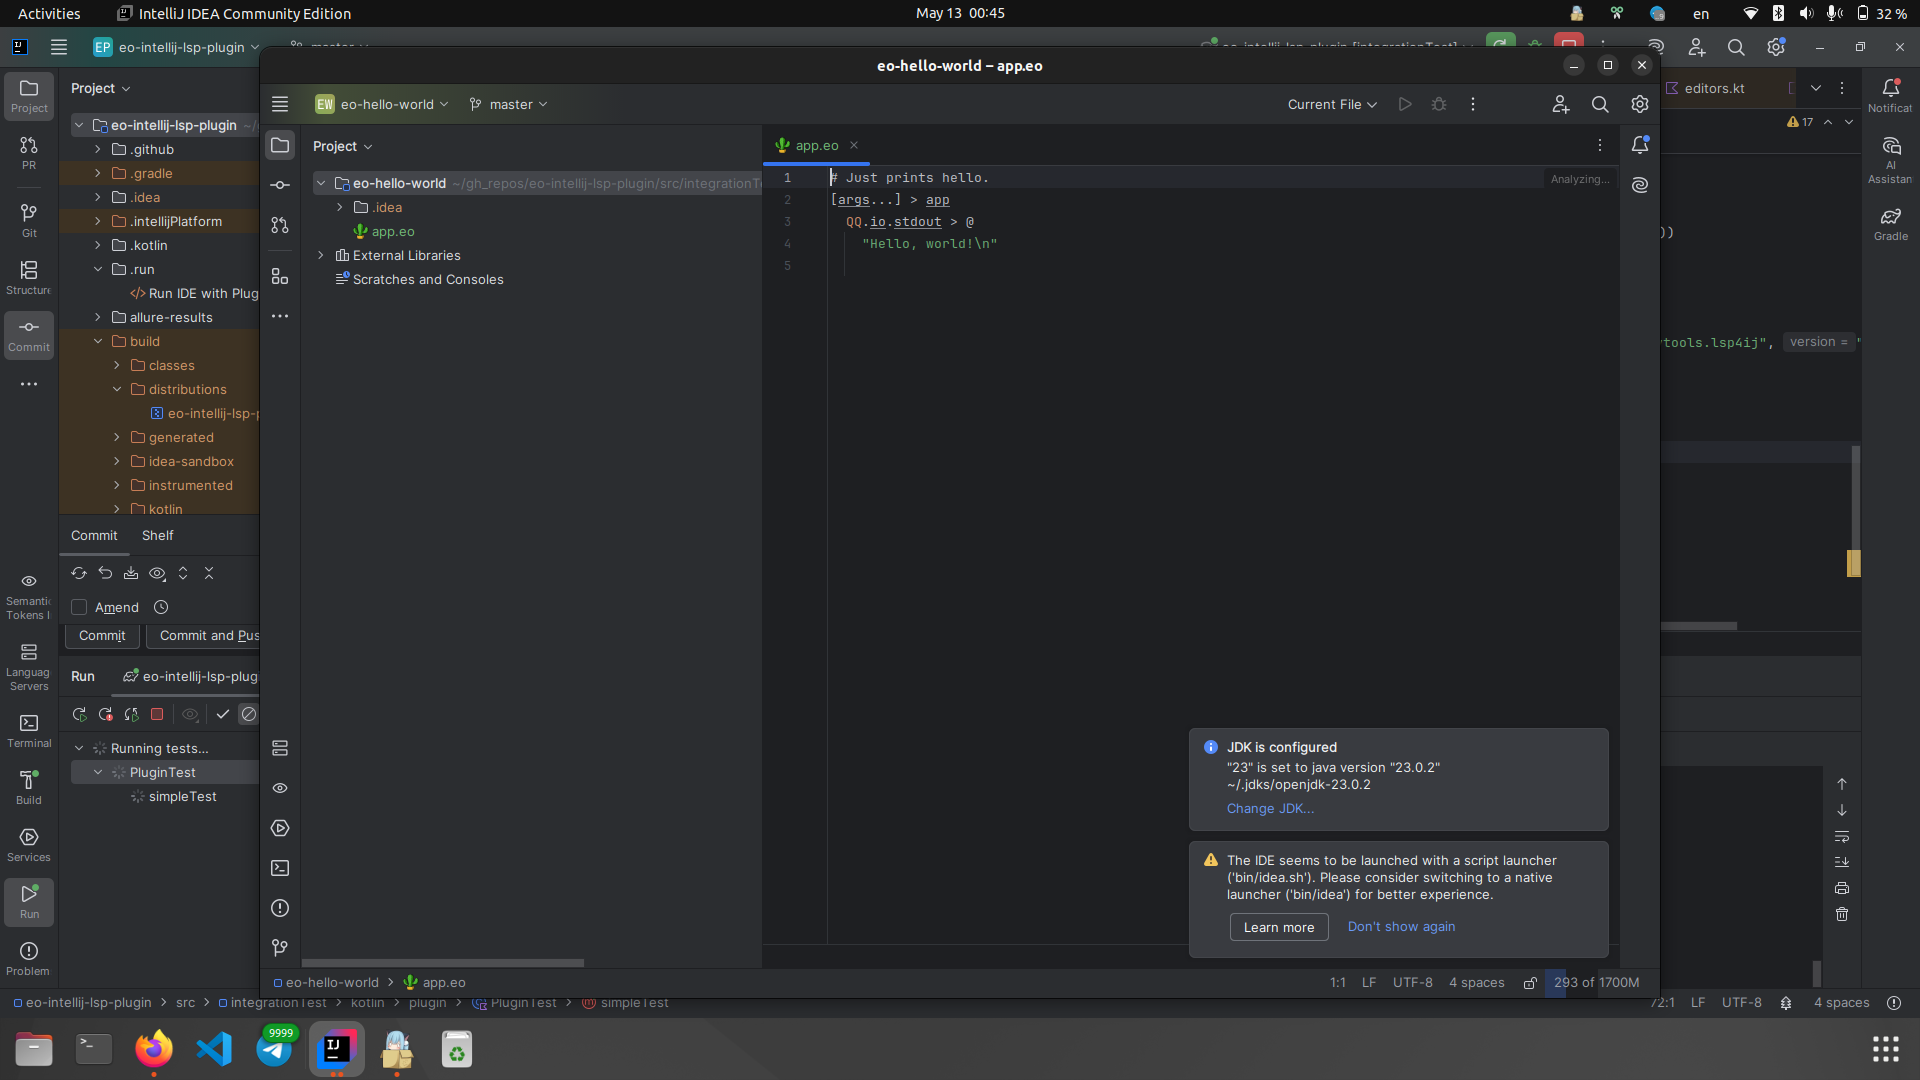 Activities
IntelliJ IDEA Community Edition
May 13 00:45
en
32 %
EP eo-intellij-lsp-plugin
eo-hello-world – app.eo
EW eo-hello-world
master
Current File
Project
PR
Git
Structure
Commit
Semantic
Tokens I
Languag
Servers
Terminal
Build
Services
Run
Problem
Project
eo-intellij-lsp-plugin
.github
.gradle
.idea
.intellijPlatform
.kotlin
.run
Run IDE with Plug
allure-results
build
classes
distributions
eo-intellij-lsp-p
generated
idea-sandbox
instrumented
kotlin
Commit
Shelf
Amend
Commit
Commit and Pus
Run
eo-intellij-lsp-plug
Running tests...
PluginTest
simpleTest
Project
eo-hello-world ~/gh_repos/eo-intellij-lsp-plugin/src/integrationTe
.idea
app.eo
External Libraries
Scratches and Consoles
app.eo
1 # Just prints hello.
2 [args...] > app
3 QQ.io.stdout > @
4 "Hello, world!\n"
5
Analyzing...
JDK is configured
"23" is set to java version "23.0.2"
~/.jdks/openjdk-23.0.2
Change JDK...
The IDE seems to be launched with a script launcher
('bin/idea.sh'). Please consider switching to a native
launcher ('bin/idea') for better experience.
Learn more
Don't show again
eo-hello-world
app.eo
1:1
LF
UTF-8
4 spaces
293 of 1700M
editors.kt
17
))
ytools.lsp4ij", version = "
Notificat
AI
Assistan
Gradle
eo-intellij-lsp-plugin
src
integrationTest
kotlin
plugin
PluginTest
simpleTest
72:1
LF
UTF-8
4 spaces
9999
IJ